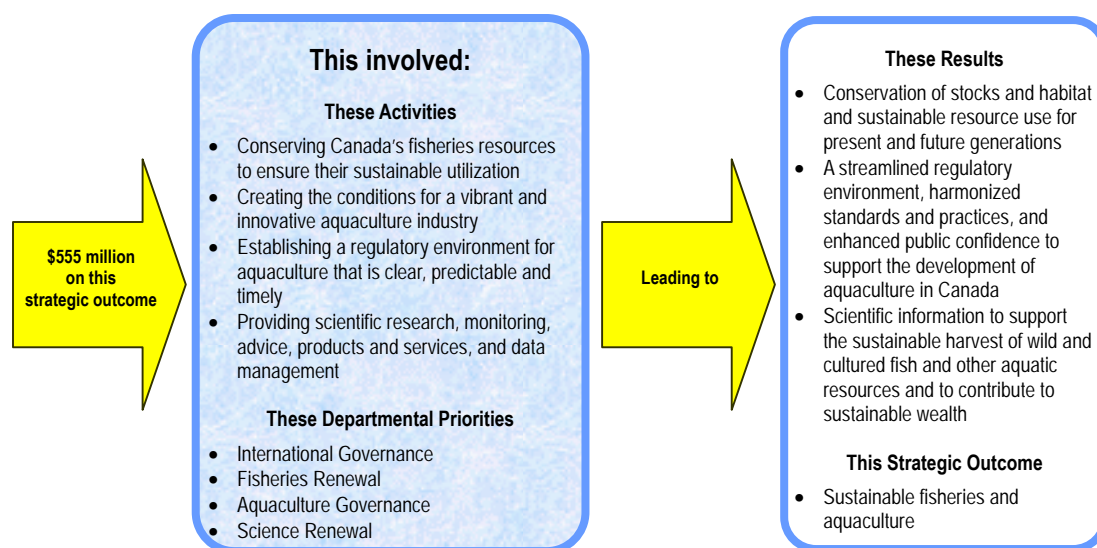 $555 million
on this
strategic outcome
This involved:
These Activities
• Conserving Canada's fisheries resources
to ensure their sustainable utilization
• Creating the conditions for a vibrant and
innovative aquaculture industry
• Establishing a regulatory environment for
aquaculture that is clear, predictable and
timely
• Providing scientific research, monitoring,
advice, products and services, and data
management
These Departmental Priorities
• International Governance
• Fisheries Renewal
• Aquaculture Governance
• Science Renewal
Leading to
These Results
• Conservation of stocks and habitat
and sustainable resource use for
present and future generations
• A streamlined regulatory
environment, harmonized
standards and practices, and
enhanced public confidence to
support the development of
aquaculture in Canada
• Scientific information to support
the sustainable harvest of wild and
cultured fish and other aquatic
resources and to contribute to
sustainable wealth
This Strategic Outcome
• Sustainable fisheries and
aquaculture